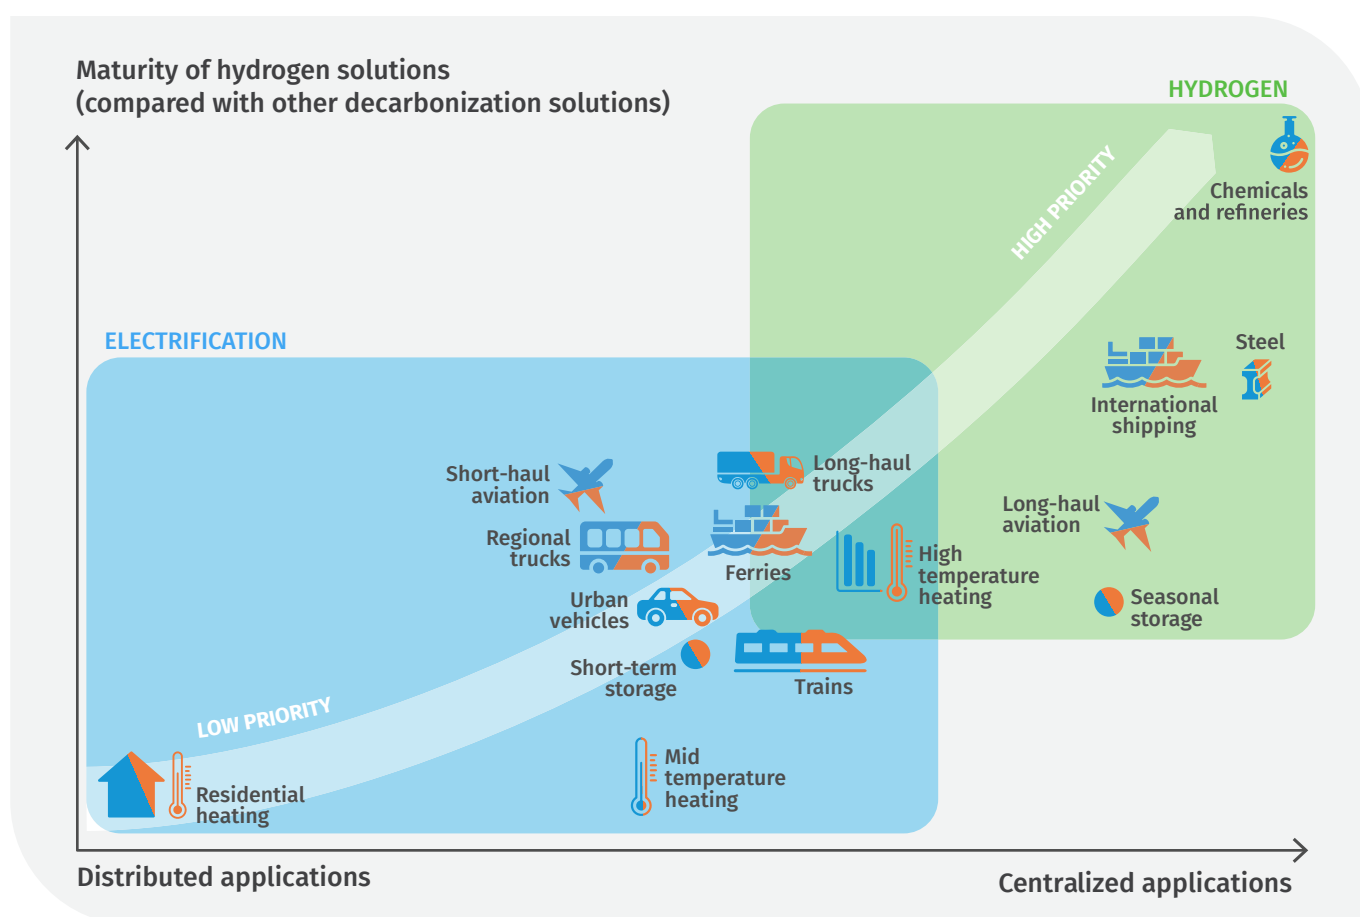 Maturity of hydrogen solutions
(compared with other decarbonization solutions)
HYDROGEN
HIGH PRIORITY
Chemicals
and refineries
ELECTRIFICATION
Steel
International
shipping
Short-haul
aviation
Long-haul
trucks
Long-haul
aviation
Regional
trucks
Ferries
High
temperature
heating
Urban
vehicles
Seasonal
storage
Short-term
storage
Trains
LOW PRIORITY
Mid
temperature
heating
Residential
heating
Distributed applications
Centralized applications